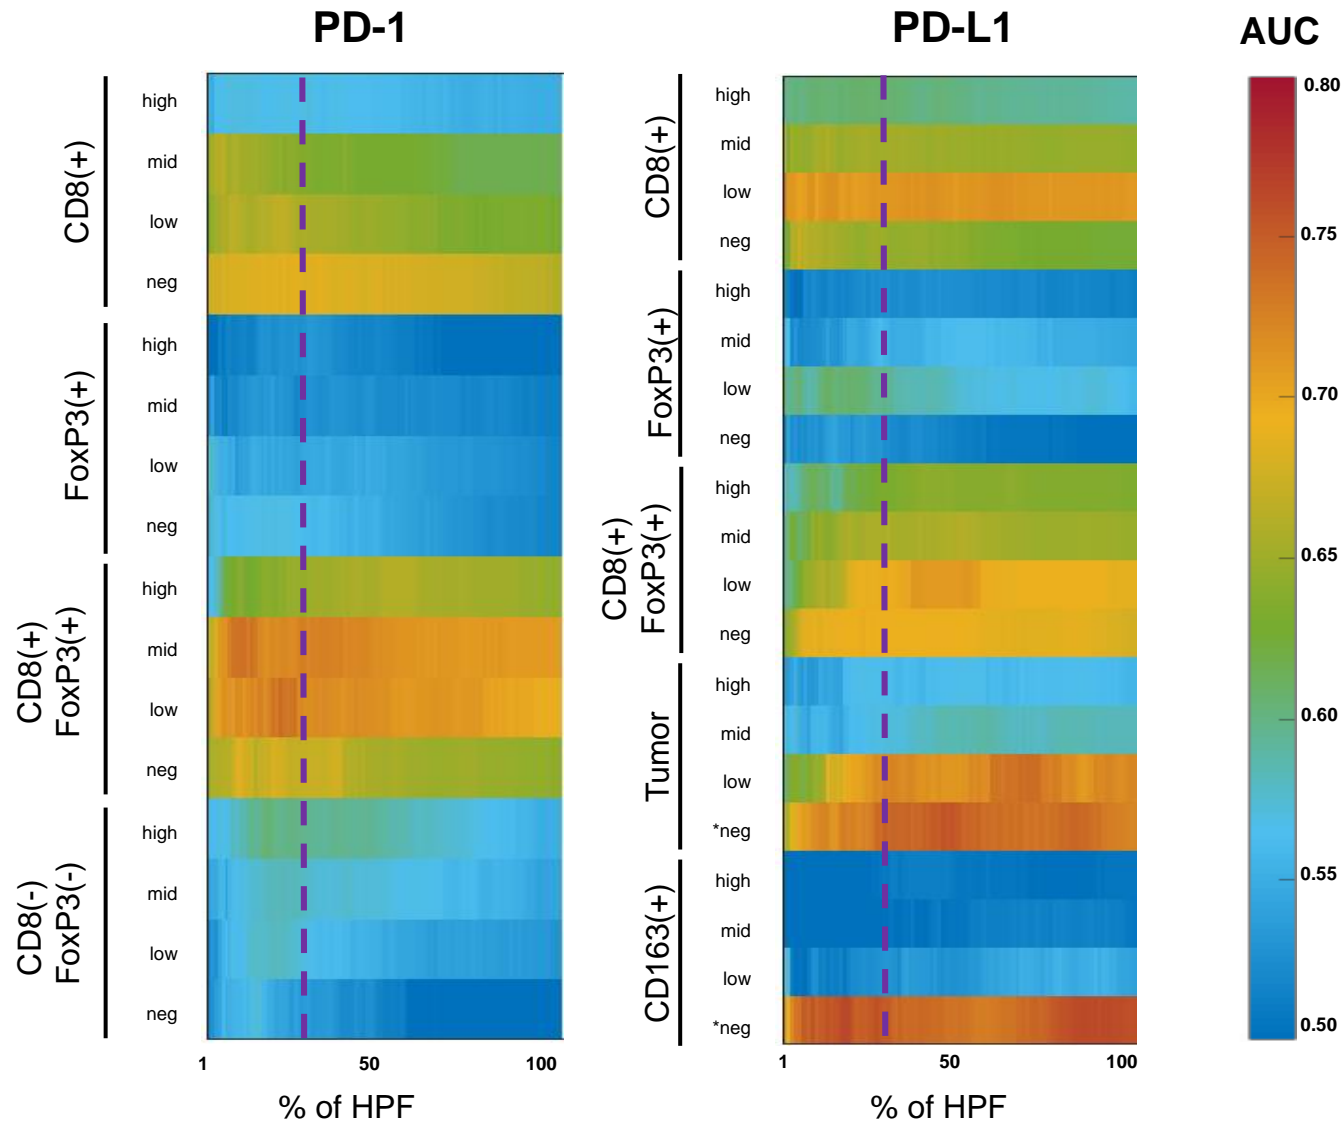 PD-1
PD-L1
AUC
CD8(+)
high
mid
low
neg
FoxP3(+)
high
mid
low
neg
CD8(+)
FoxP3(+)
high
mid
low
neg
CD8(-)
FoxP3(-)
high
mid
low
neg
1
50
100
% of HPF
CD8(+)
high
mid
low
neg
FoxP3(+)
high
mid
low
neg
CD8(+)
FoxP3(+)
high
mid
low
neg
Tumor
high
mid
low
*neg
CD163(+)
high
mid
low
*neg
1
50
100
% of HPF
0.80
0.75
0.70
0.65
0.60
0.55
0.50